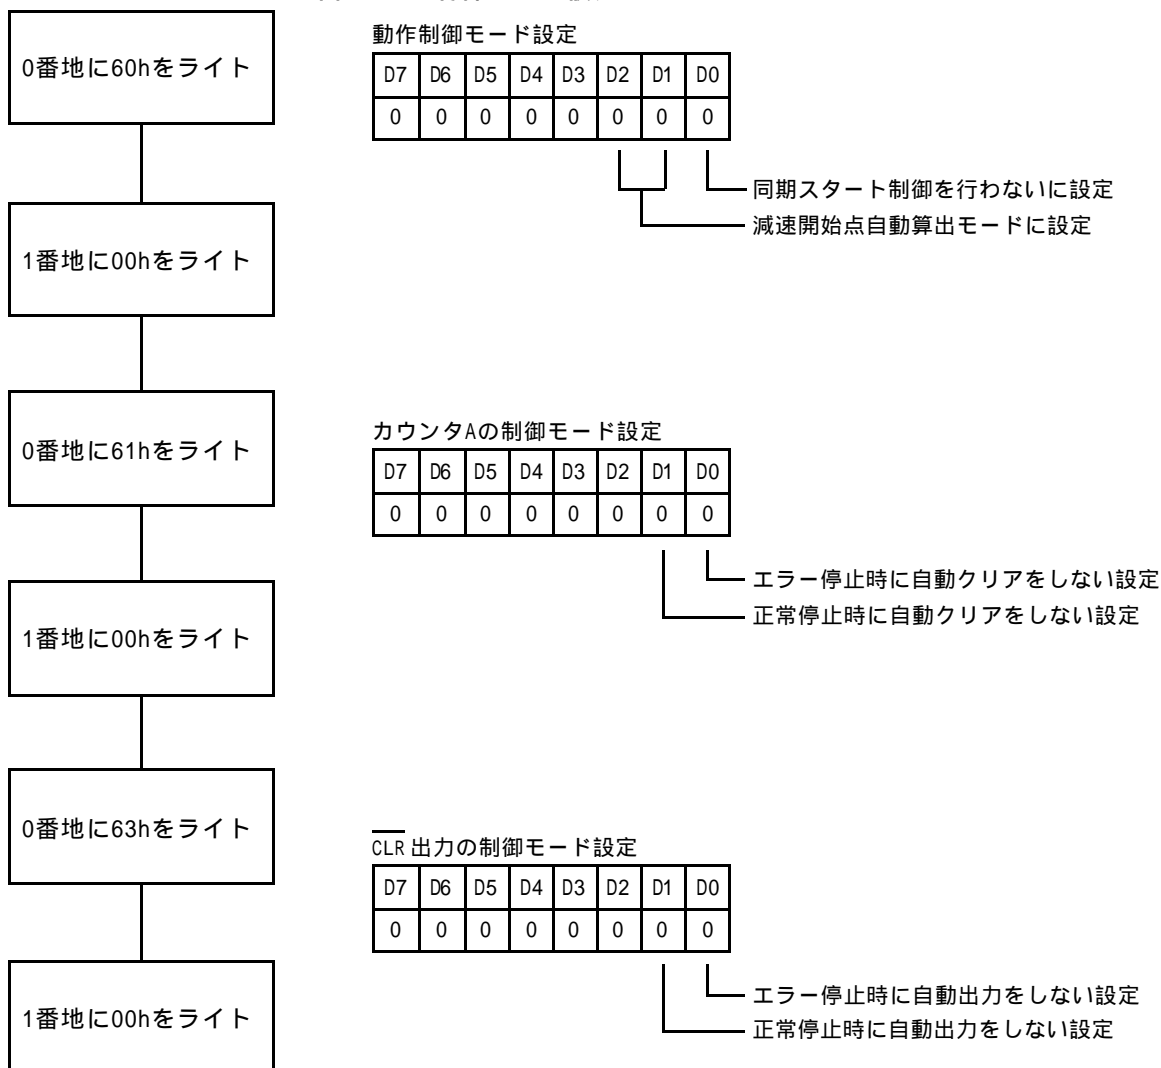 0番地に60hをライト
動作制御モード設定
D7 D6 D5 D4 D3 D2 D1 D0
0 0 0 0 0 0 0 0
同期スタート制御を行わないに設定
減速開始点自動算出モードに設定
1番地に00hをライト
0番地に61hをライト
カウンタAの制御モード設定
D7 D6 D5 D4 D3 D2 D1 D0
0 0 0 0 0 0 0 0
エラー停止時に自動クリアをしない設定
正常停止時に自動クリアをしない設定
1番地に00hをライト
0番地に63hをライト
CLR 出力の制御モード設定
D7 D6 D5 D4 D3 D2 D1 D0
0 0 0 0 0 0 0 0
エラー停止時に自動出力をしない設定
正常停止時に自動出力をしない設定
1番地に00hをライト